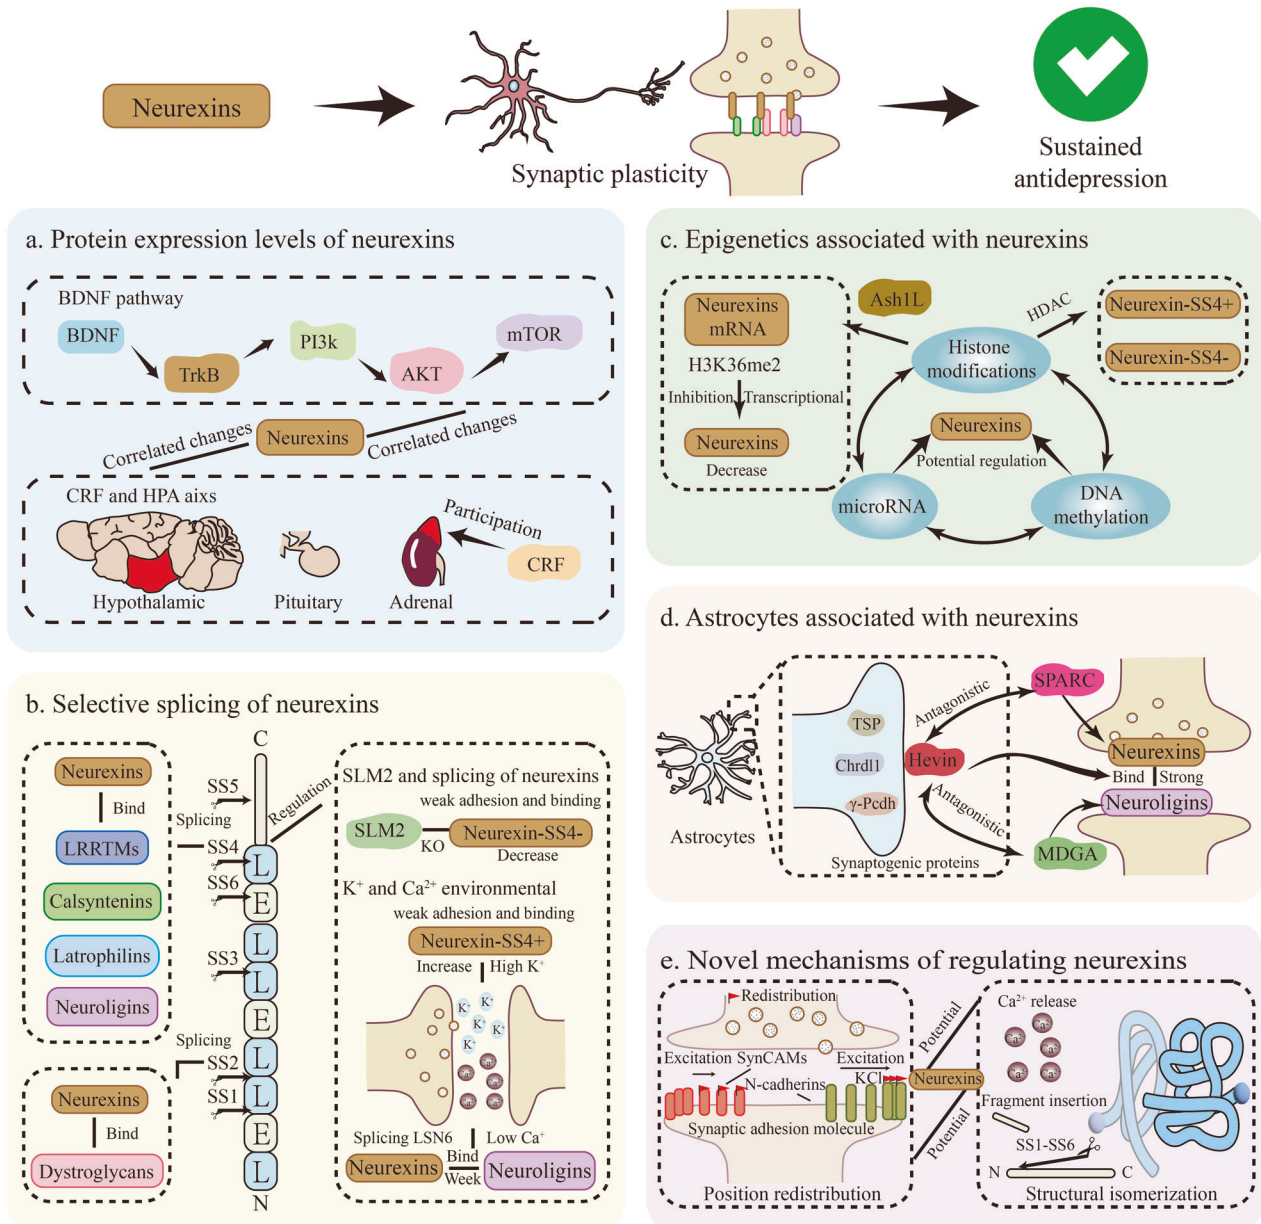 Neurexins
Synaptic plasticity
Sustained
antidepression
a. Protein expression levels of neurexins
BDNF pathway
BDNF
TrkB
PI3k
AKT
mTOR
Correlated changes
Neurexins
Correlated changes
CRF and HPA aixs
Participation
CRF
Hypothalamic
Pituitary
Adrenal
b. Selective splicing of neurexins
Neurexins
Bind
LRRTMs
Calsyntenins
Latrophilins
Neuroligins
Splicing
Neurexins
Bind
Dystroglycans
Splicing
C
SS5
SS4
L
SS6
E
L
SS3
L
E
L
SS2
L
SS1
E
L
N
Regulation
SLM2 and splicing of neurexins
weak adhesion and binding
SLM2
KO
Neurexin-SS4-
Decrease
K⁺ and Ca²⁺ environmental
weak adhesion and binding
Neurexin-SS4+
Increase
High K⁺
K⁺
K⁺
K⁺
K⁺
K⁺
Splicing LSN6
Low Ca⁺
Neurexins
Bind
Week
Neuroligins
c. Epigenetics associated with neurexins
Neurexins
mRNA
H3K36me2
Inhibition
Transcriptional
Neurexins
Decrease
Ash1L
HDAC
Neurexin-SS4+
Neurexin-SS4-
Histone
modifications
Neurexins
Potential regulation
microRNA
DNA
methylation
d. Astrocytes associated with neurexins
Astrocytes
TSP
Chrdl1
γ-Pcdh
Synaptogenic proteins
Hevin
Antagonistic
Antagonistic
SPARC
MDGA
Neurexins
Bind
Strong
Neuroligins
e. Novel mechanisms of regulating neurexins
Redistribution
Excitation
SynCAMs
Excitation
N-cadherins
KCl
Synaptic adhesion molecule
Position redistribution
Potential
Neurexins
Potential
Ca²⁺ release
Fragment insertion
SS1-SS6
N
C
Structural isomerization